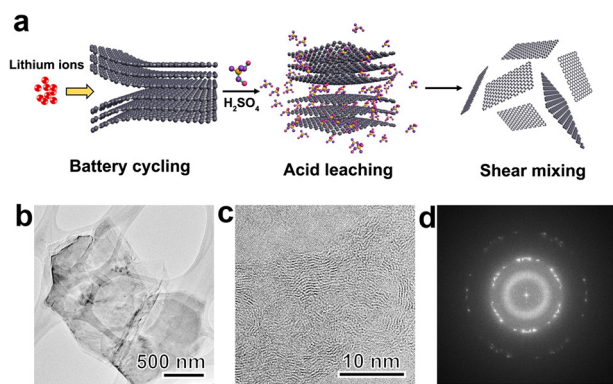 a
Lithium ions
H₂SO₄
Battery cycling
Acid leaching
Shear mixing
b
c
d
500 nm
10 nm